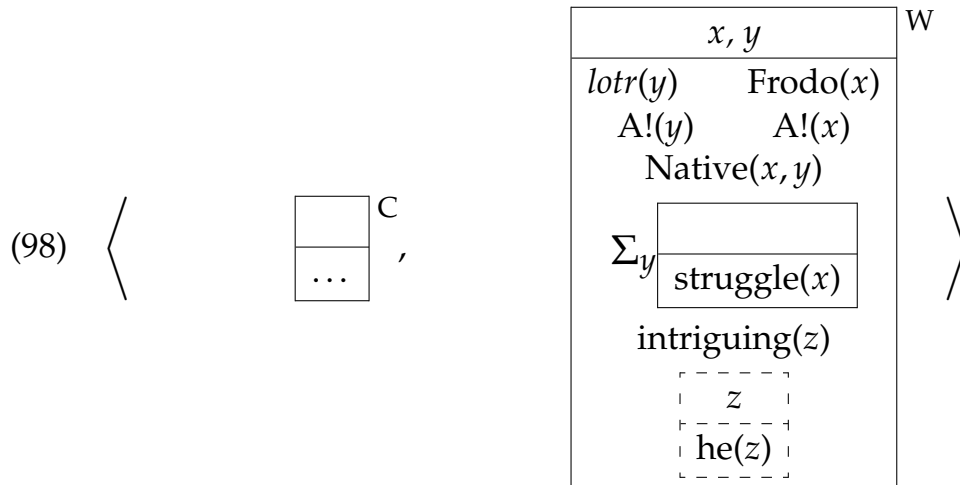 x, y W
lotr(y) Frodo(x)
A!(y) A!(x)
Native(x, y)
(98) ⟨ C , ⟩
Σy
… struggle(x)
intriguing(z)
z
he(z)